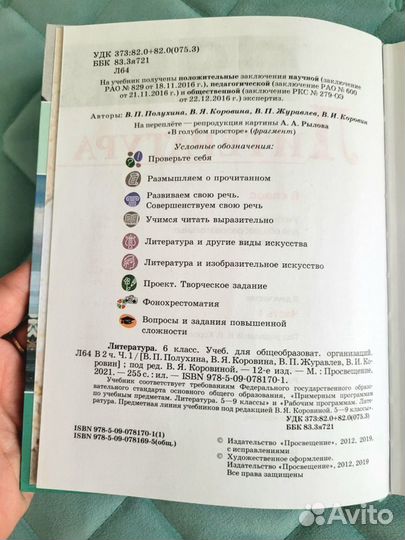 УДК 373:82.0+82.0(075.3)
ББК 83.3я721
Л64
На учебник получены положительные заключения научной (заключение
РАО № 829 от 18.11.2016 г.), педагогической (заключение РАО № 600
от 21.11.2016 г.) и общественной (заключение РКС № 279-ОЭ
от 22.12.2016 г.) экспертиз.
Авторы: В. П. Полухина, В. Я. Коровина, В. П. Журавлев, В. И. Коровин
На переплёте — репродукция картины А. А. Рылова
«В голубом просторе» (фрагмент)
Условные обозначения:
Проверьте себя
Размышляем о прочитанном
Развиваем свою речь.
Совершенствуем свою речь
Учимся читать выразительно
Литература и другие виды искусства
Литература и изобразительное искусство
Проект. Творческое задание
Фонохрестоматия
Вопросы и задания повышенной
сложности
Литература. 6 класс. Учеб. для общеобразоват. организаций.
Л64 В 2 ч. Ч. 1 / [В. П. Полухина, В. Я. Коровина, В. П. Журавлев, В. И. Ко-
ровин] ; под ред. В. Я. Коровиной. — 12-е изд. — М. : Просвещение,
2021. — 255 с. : ил. — ISBN 978-5-09-078170-1.
Учебник соответствует требованиям Федерального государственного образо-
вательного стандарта основного общего образования, «Примерным программам
по учебным предметам. Литература. 5—9 классы» и «Рабочим программам. Лите-
ратура. Предметная линия учебников под редакцией В. Я. Коровиной. 5—9 классы».
УДК 373:82.0+82.0(075.3)
ББК 83.3я721
ISBN 978-5-09-078170-1(1)
ISBN 978-5-09-078169-5(общ.)
© Издательство «Просвещение», 2012, 2019,
с исправлениями
© Художественное оформление.
Издательство «Просвещение», 2012, 2019
Все права защищены
Avito